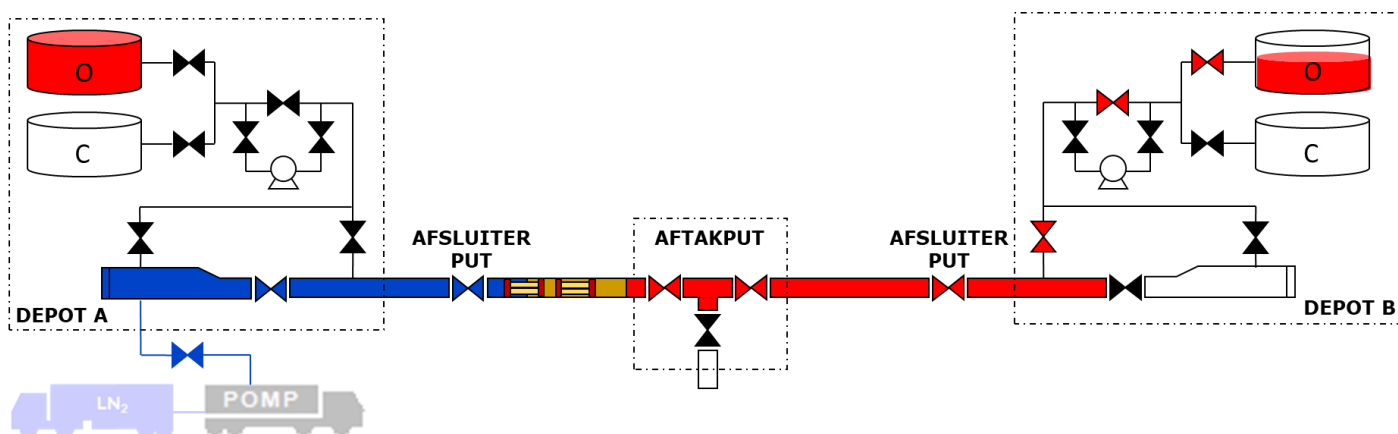 O
O
C
C
AFSLUITER
PUT
AFTAKPUT
AFSLUITER
PUT
DEPOT A
DEPOT B
LN₂
POMP